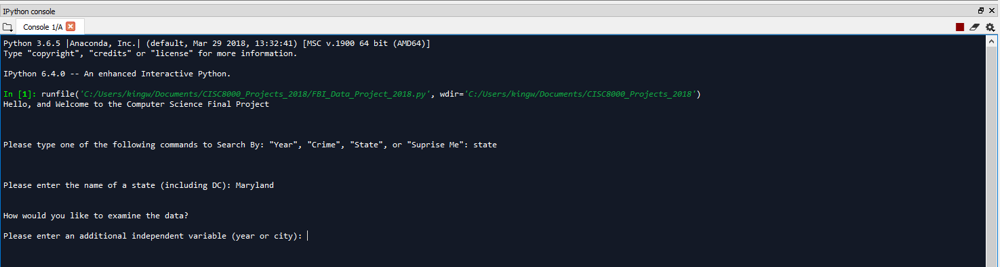 IPython console
Console 1/A
Python 3.6.5 |Anaconda, Inc.| (default, Mar 29 2018, 13:32:41) [MSC v.1900 64 bit (AMD64)]
Type "copyright", "credits" or "license" for more information.
IPython 6.4.0 -- An enhanced Interactive Python.
In [1]: runfile('C:/Users/kingw/Documents/CISC8000_Projects_2018/FBI_Data_Project_2018.py', wdir='C:/Users/kingw/Documents/CISC8000_Projects_2018')
Hello, and Welcome to the Computer Science Final Project
Please type one of the following commands to Search By: "Year", "Crime", "State", or "Suprise Me": state
Please enter the name of a state (including DC): Maryland
How would you like to examine the data?
Please enter an additional independent variable (year or city):